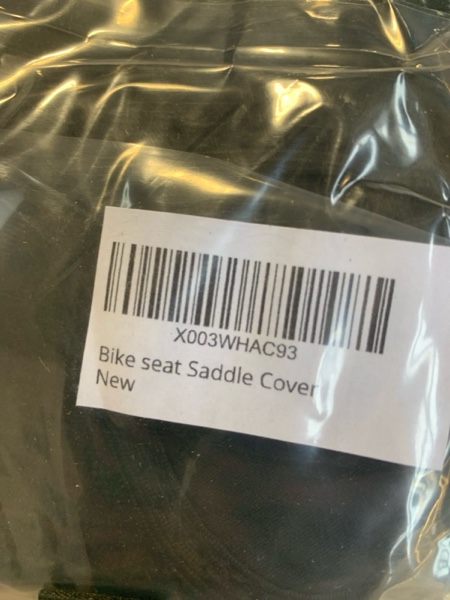 X003WHAC93
Bike seat Saddle Cover
New